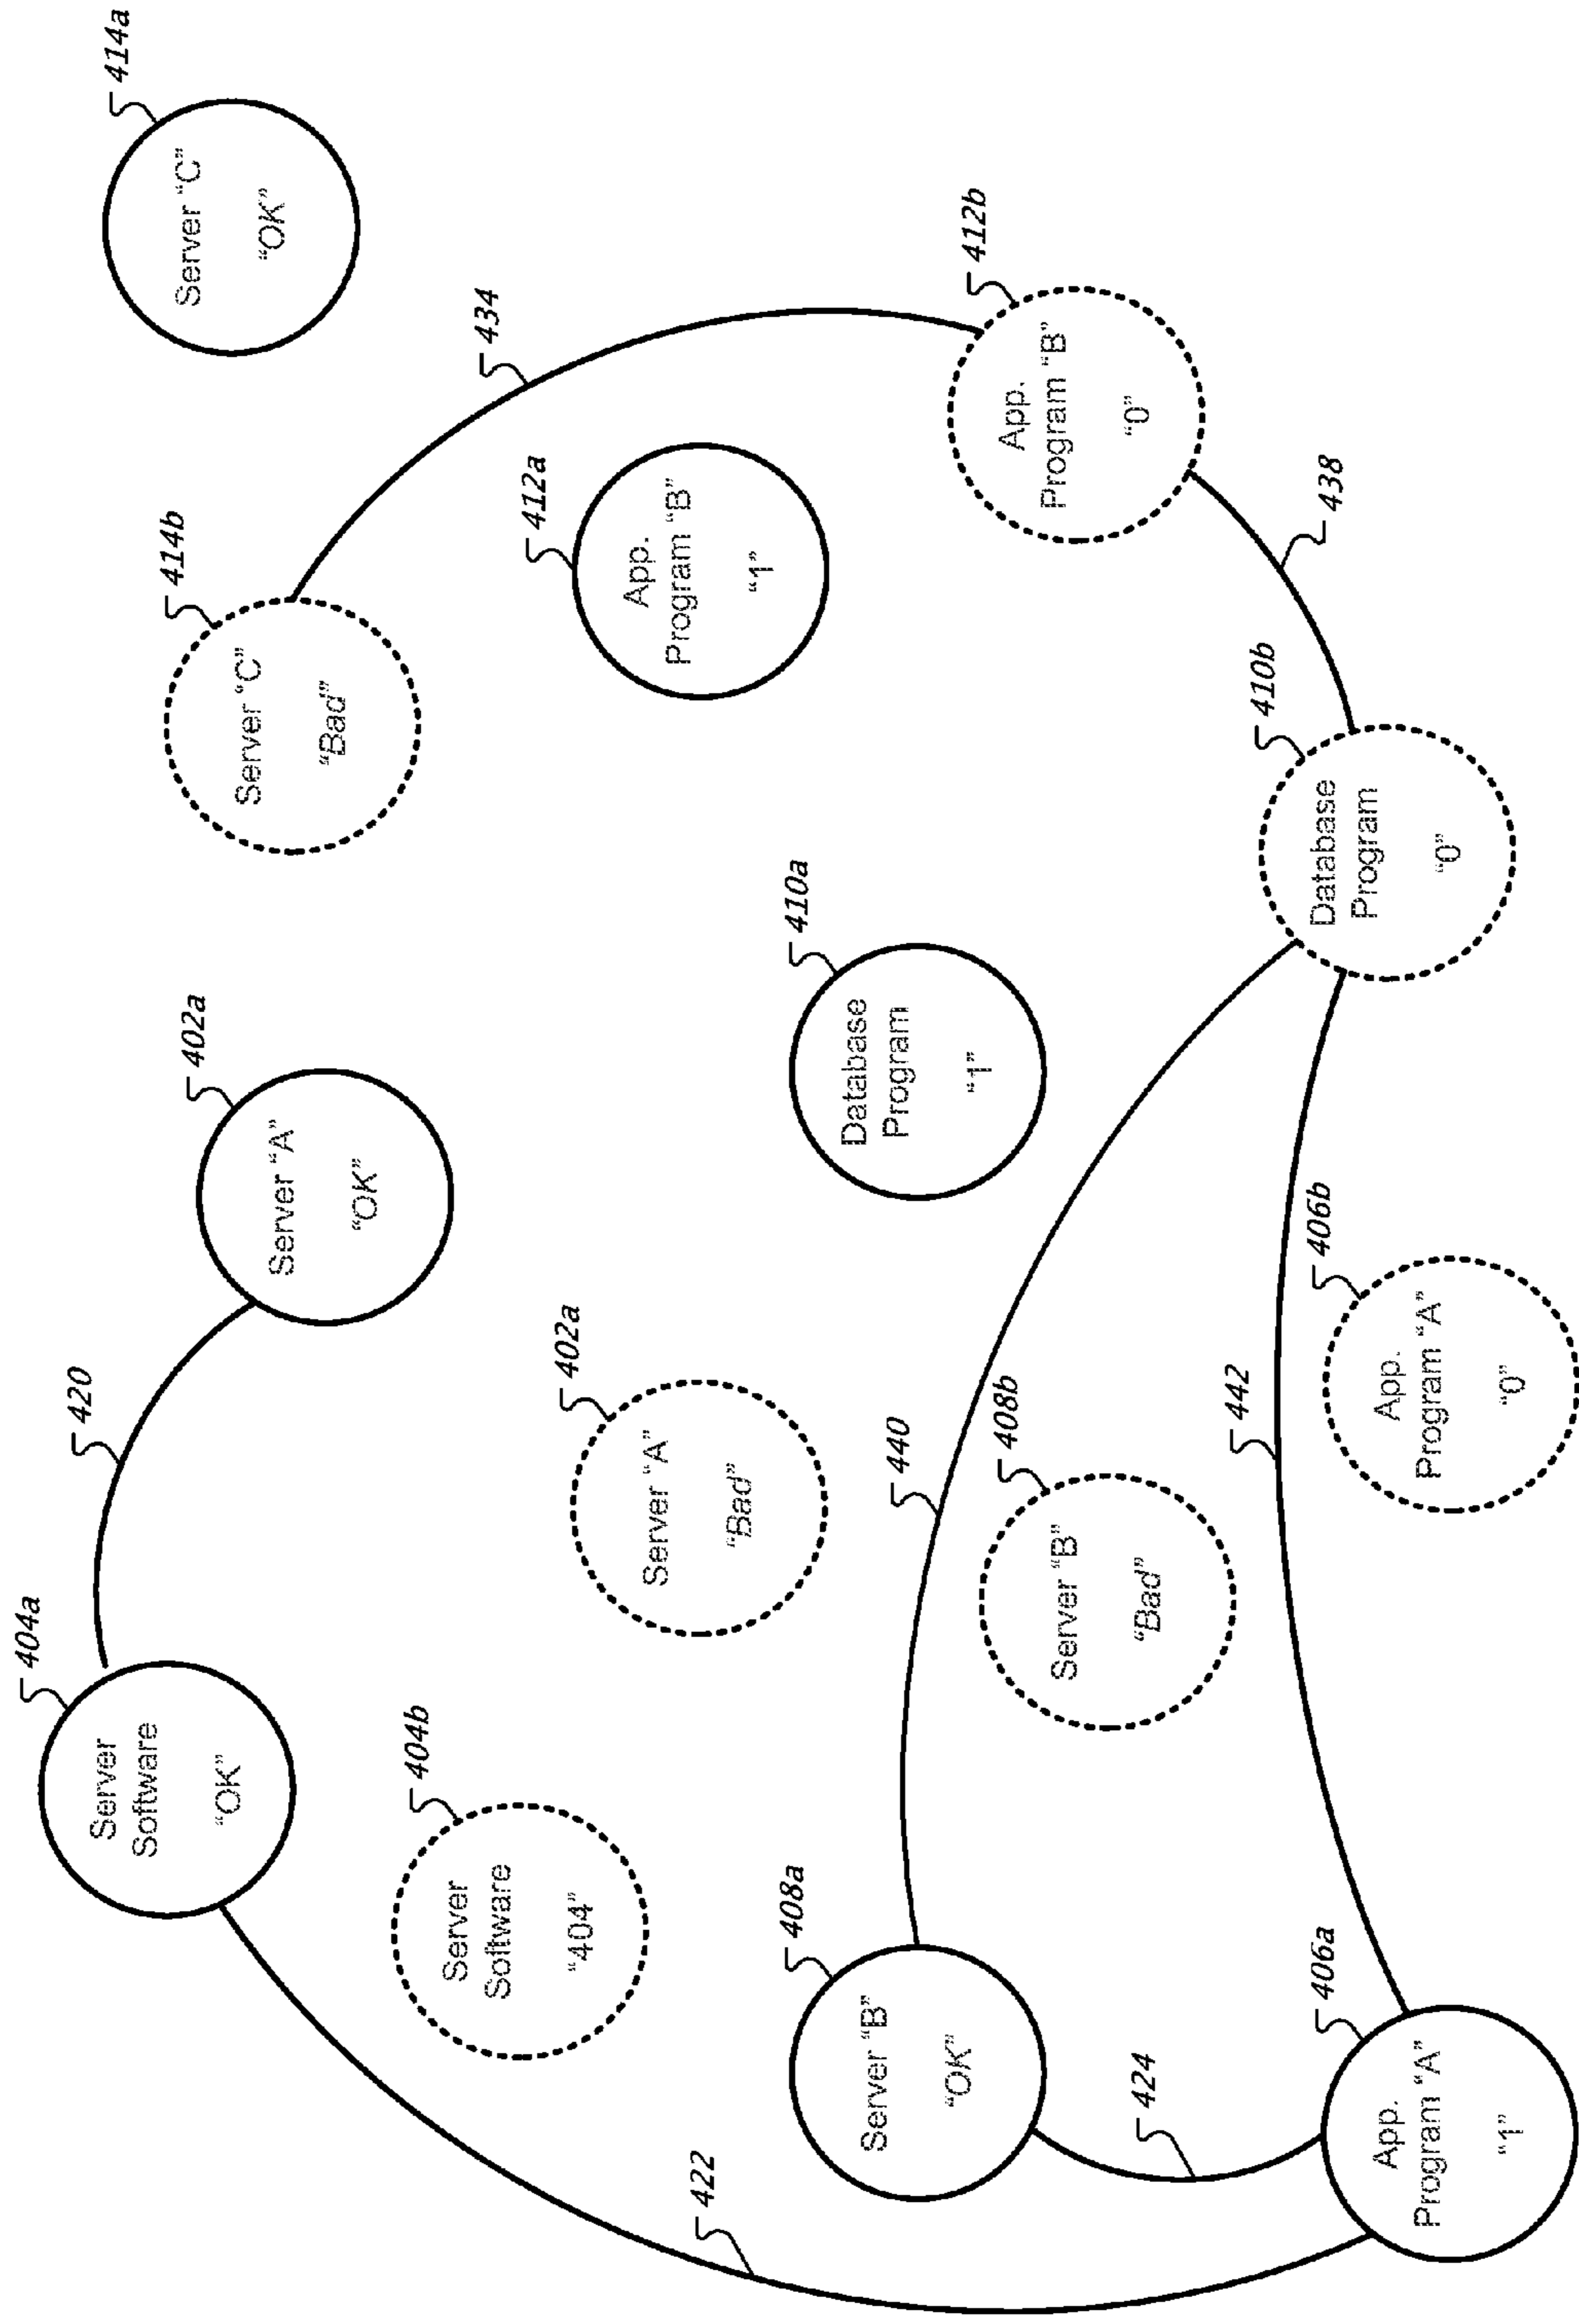 404a
Server
Software
"OK"
420
414a
Server "C"
"OK"
402a
Server "A"
"OK"
414b
Server "C"
"Bad"
404b
Server
Software
"404"
434
402a
Server "A"
"Bad"
412a
App.
Program "B"
"1"
422
408a
Server "B"
"OK"
410a
Database
Program
"1"
440
412b
App.
Program "B"
"0"
408b
Server "B"
"Bad"
424
442
410b
Database
Program
"0"
438
406a
App.
Program "A"
"1"
406b
App.
Program "A"
"0"